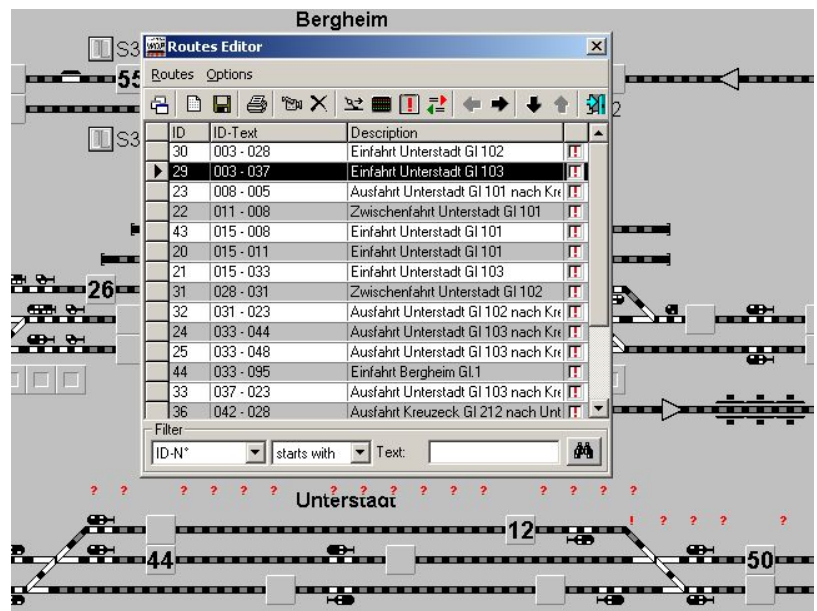 Bergheim
S3
Routes Editor
55
Routes Options
2
S3
ID ID-Text Description
30 003 - 028 Einfahrt Unterstadt Gl 102
29 003 - 037 Einfahrt Unterstadt Gl 103
23 008 - 005 Ausfahrt Unterstadt Gl 101 nach Kre
22 011 - 008 Zwischenfahrt Unterstadt Gl 101
43 015 - 008 Einfahrt Unterstadt Gl 101
20 015 - 011 Einfahrt Unterstadt Gl 101
21 015 - 033 Einfahrt Unterstadt Gl 103
26
31 028 - 031 Zwischenfahrt Unterstadt Gl 102
32 031 - 023 Ausfahrt Unterstadt Gl 102 nach Kre
24 033 - 044 Ausfahrt Unterstadt Gl 103 nach Kre
25 033 - 048 Ausfahrt Unterstadt Gl 103 nach Kre
44 033 - 095 Einfahrt Bergheim Gl.1
33 037 - 023 Ausfahrt Unterstadt Gl 103 nach Kre
36 042 - 028 Ausfahrt Kreuzeck Gl 212 nach Unt
Filter
ID-N° starts with Text:
? ? ? ? ? ? ? ? ? ? ? ? ? ? ? ?
Unterstadt
! ? ? ? ?
12
44 50